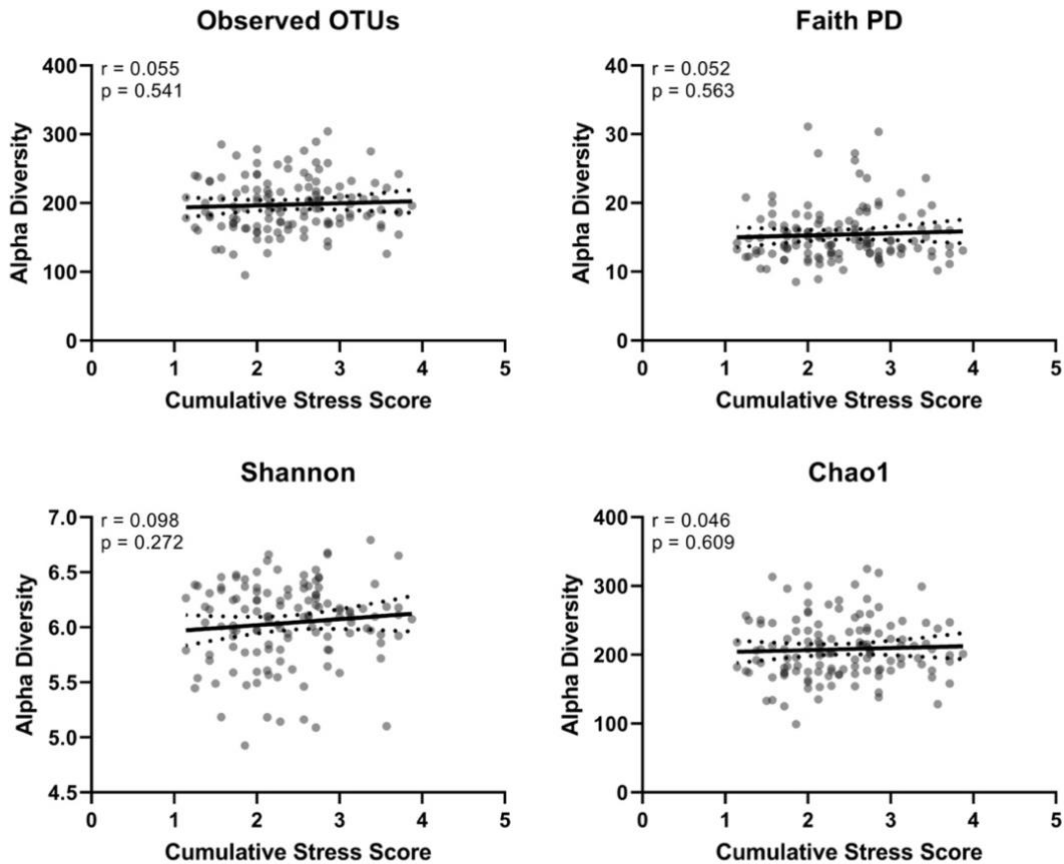 Observed OTUs
r = 0.055
p = 0.541
400
300
200
100
0
Alpha Diversity
0 1 2 3 4 5
Cumulative Stress Score
Faith PD
r = 0.052
p = 0.563
40
30
20
10
0
Alpha Diversity
0 1 2 3 4 5
Cumulative Stress Score
Shannon
r = 0.098
p = 0.272
7.0
6.5
6.0
5.5
5.0
4.5
Alpha Diversity
0 1 2 3 4 5
Cumulative Stress Score
Chao1
r = 0.046
p = 0.609
400
300
200
100
0
Alpha Diversity
0 1 2 3 4 5
Cumulative Stress Score